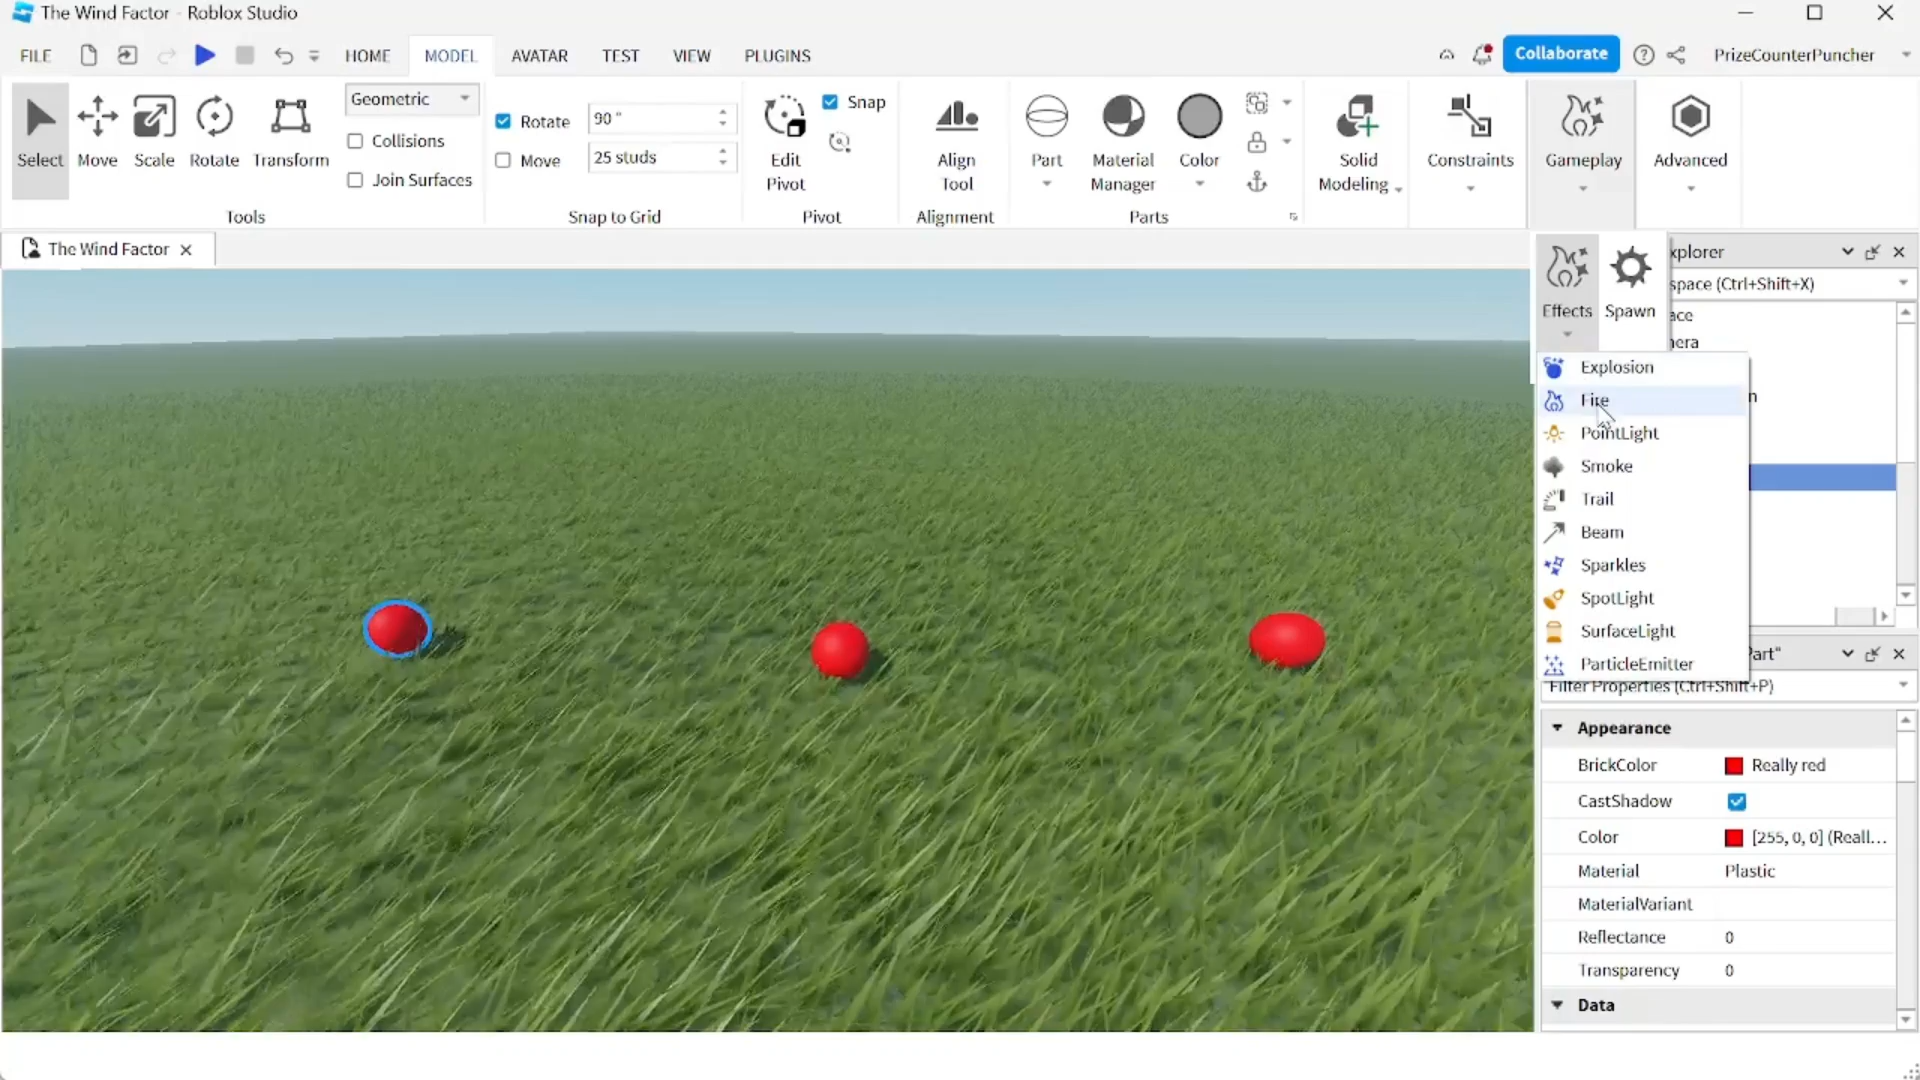 The Wind Factor - Roblox Studio
FILE HOME MODEL AVATAR TEST VIEW PLUGINS Collaborate PrizeCounterPuncher
Select Move Scale Rotate Transform
Geometric
Collisions
Join Surfaces
Tools
Rotate 90 °
Move 25 studs
Snap to Grid
Edit Pivot
Snap
Pivot
Align Tool
Alignment
Part
Material Manager
Color
Parts
Solid Modeling
Constraints
Gameplay
Advanced
The Wind Factor
Effects
Spawn
xplorer
space (Ctrl+Shift+X)
ace
nera
n
Explosion
Fire
PointLight
Smoke
Trail
Beam
Sparkles
SpotLight
SurfaceLight
ParticleEmitter
Part"
Filter Properties (Ctrl+Shift+P)
Appearance
BrickColor Really red
CastShadow
Color [255, 0, 0] (Reall...
Material Plastic
MaterialVariant
Reflectance 0
Transparency 0
Data